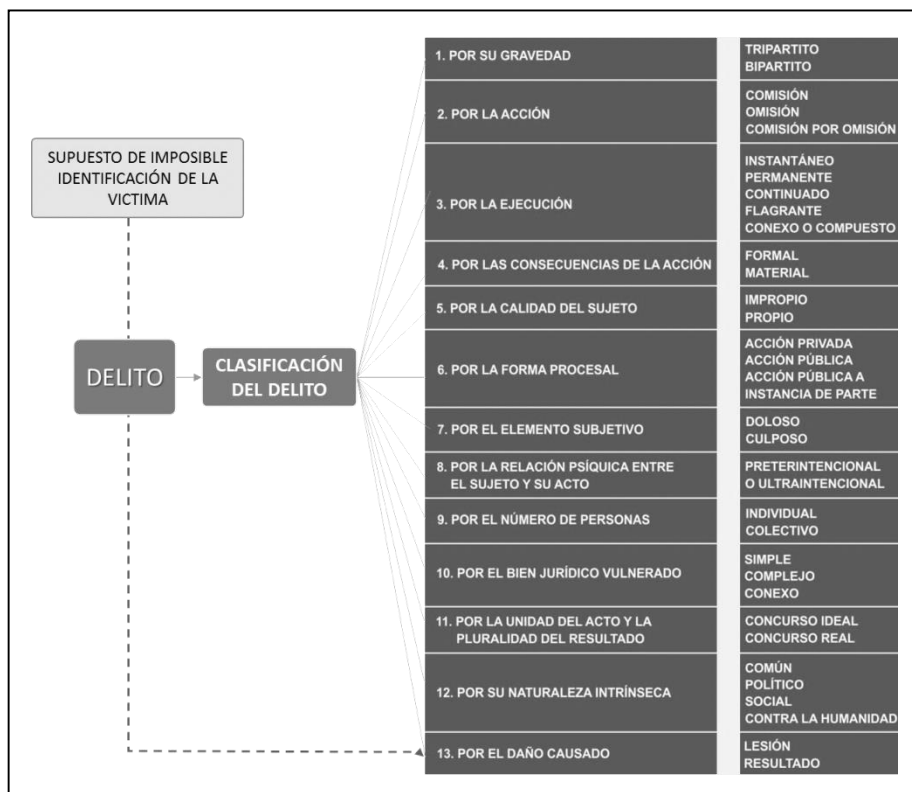 SUPUESTO DE IMPOSIBLE
IDENTIFICACIÓN DE LA
VICTIMA
DELITO
CLASIFICACIÓN
DEL DELITO
1. POR SU GRAVEDAD
TRIPARTITO
BIPARTITO
2. POR LA ACCIÓN
COMISIÓN
OMISIÓN
COMISIÓN POR OMISIÓN
3. POR LA EJECUCIÓN
INSTANTÁNEO
PERMANENTE
CONTINUADO
FLAGRANTE
CONEXO O COMPUESTO
4. POR LAS CONSECUENCIAS DE LA ACCIÓN
FORMAL
MATERIAL
5. POR LA CALIDAD DEL SUJETO
IMPROPIO
PROPIO
6. POR LA FORMA PROCESAL
ACCIÓN PRIVADA
ACCIÓN PÚBLICA
ACCIÓN PÚBLICA A
INSTANCIA DE PARTE
7. POR EL ELEMENTO SUBJETIVO
DOLOSO
CULPOSO
8. POR LA RELACIÓN PSÍQUICA ENTRE
EL SUJETO Y SU ACTO
PRETERINTENCIONAL
O ULTRAINTENCIONAL
9. POR EL NÚMERO DE PERSONAS
INDIVIDUAL
COLECTIVO
10. POR EL BIEN JURÍDICO VULNERADO
SIMPLE
COMPLEJO
CONEXO
11. POR LA UNIDAD DEL ACTO Y LA
PLURALIDAD DEL RESULTADO
CONCURSO IDEAL
CONCURSO REAL
12. POR SU NATURALEZA INTRÍNSECA
COMÚN
POLÍTICO
SOCIAL
CONTRA LA HUMANIDAD
13. POR EL DAÑO CAUSADO
LESIÓN
RESULTADO